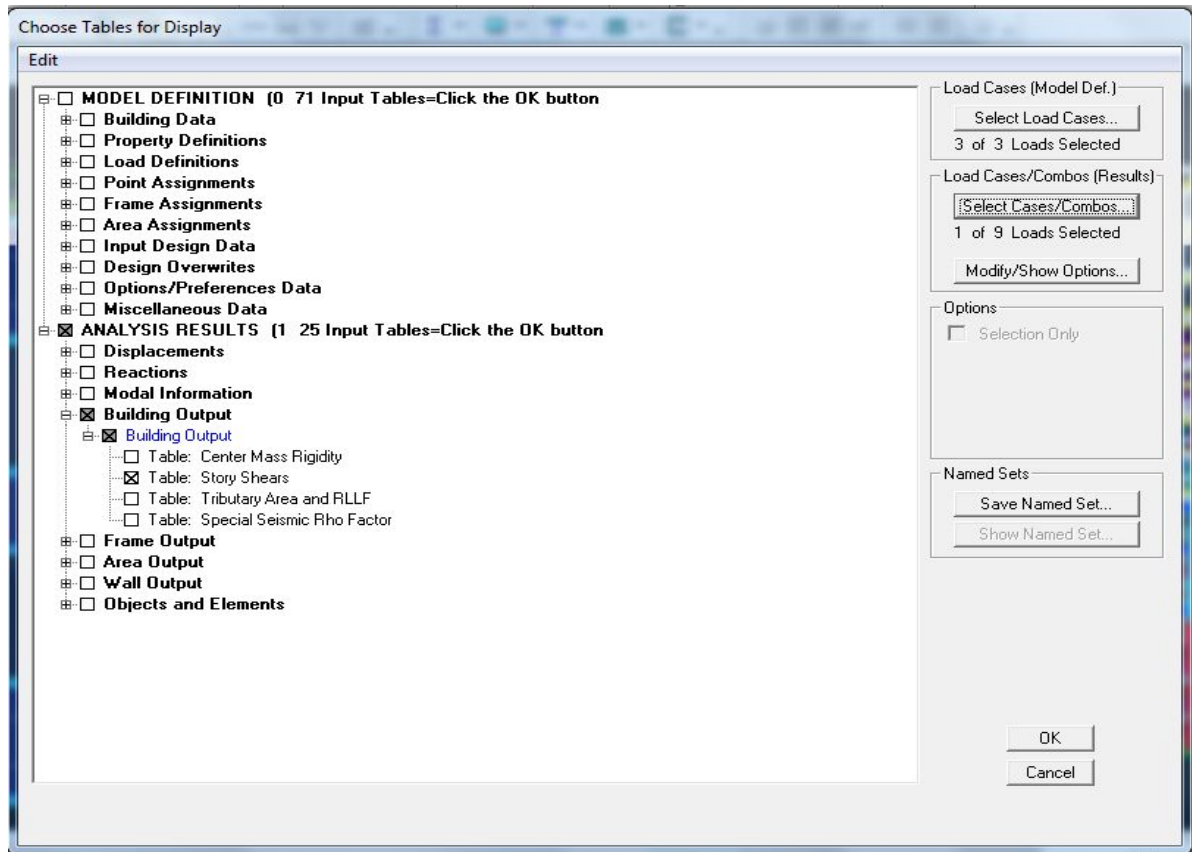 Choose Tables for Display
Edit
MODEL DEFINITION (0 71 Input Tables=Click the OK button
Building Data
Property Definitions
Load Definitions
Point Assignments
Frame Assignments
Area Assignments
Input Design Data
Design Overwrites
Options/Preferences Data
Miscellaneous Data
ANALYSIS RESULTS (1 25 Input Tables=Click the OK button
Displacements
Reactions
Modal Information
Building Output
Building Output
Table: Center Mass Rigidity
Table: Story Shears
Table: Tributary Area and RLLF
Table: Special Seismic Rho Factor
Frame Output
Area Output
Wall Output
Objects and Elements
Load Cases (Model Def.)
Select Load Cases...
3 of 3 Loads Selected
Load Cases/Combos (Results)
Select Cases/Combos...
1 of 9 Loads Selected
Modify/Show Options...
Options
Selection Only
Named Sets
Save Named Set...
Show Named Set...
OK
Cancel